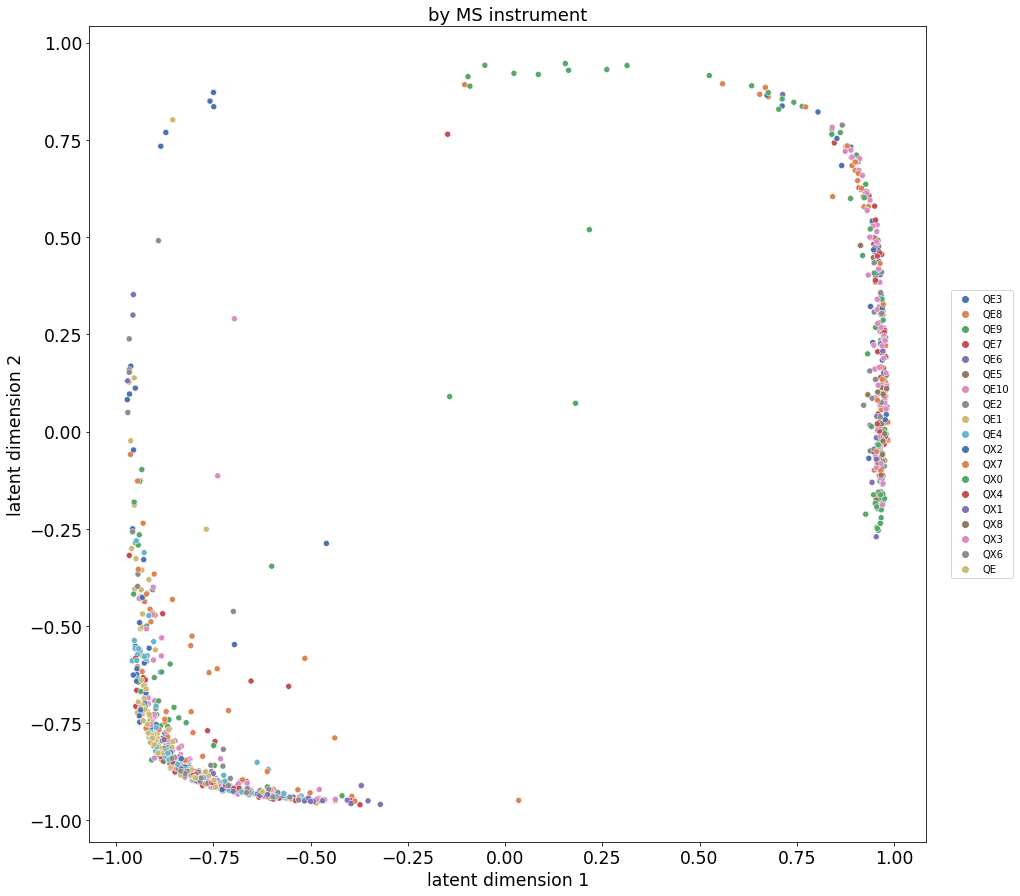 by MS instrument
1.00
0.75
0.50
0.25
0.00
−0.25
−0.50
−0.75
−1.00
latent dimension 2
−1.00
−0.75
−0.50
−0.25
0.00
0.25
0.50
0.75
1.00
latent dimension 1
QE3
QE8
QE9
QE7
QE6
QE5
QE10
QE2
QE1
QE4
QX2
QX7
QX0
QX4
QX1
QX8
QX3
QX6
QE